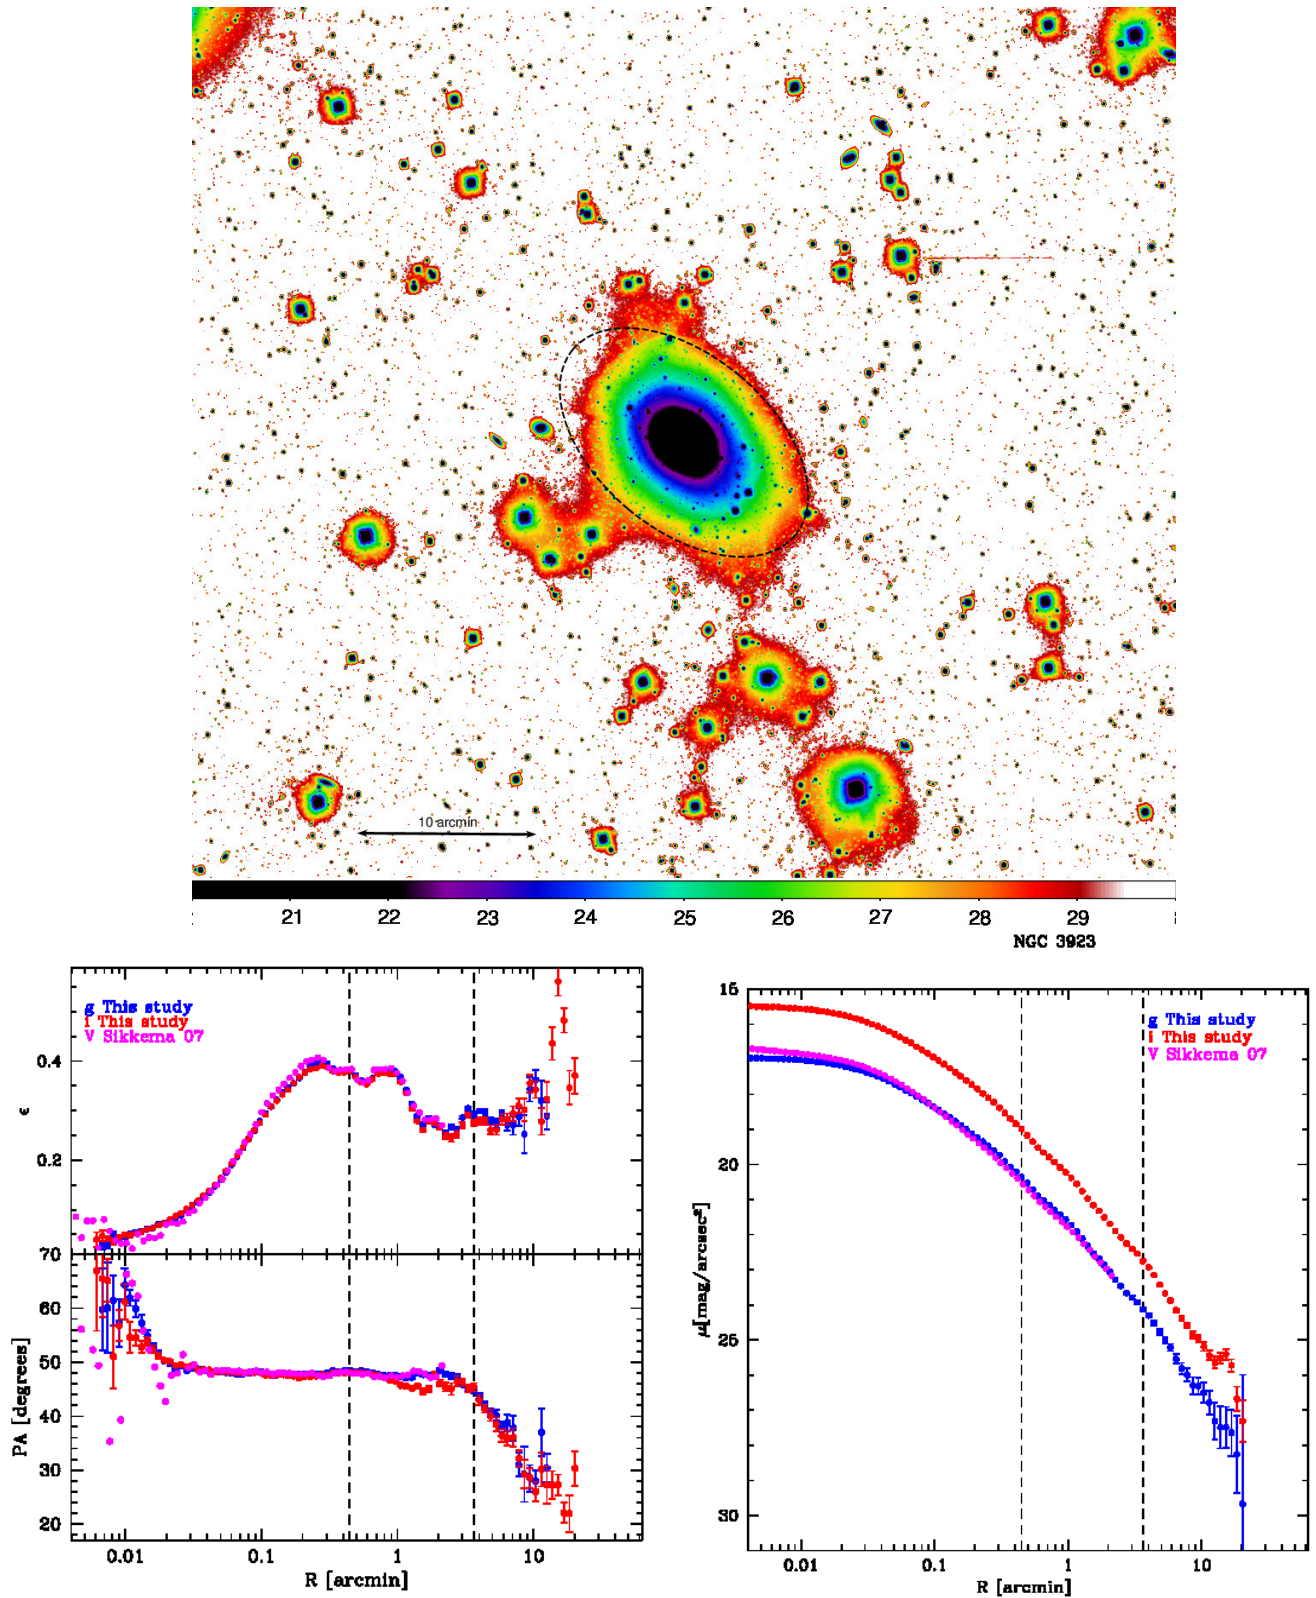 10 arcmin
21 22 23 24 25 26 27 28 29
NGC 3923
g This study
i This study
V Sikkema 07
0.4
ϵ
0.2
70
60
50
PA [degrees]
40
30
20
0.01 0.1 1 10
R [arcmin]
15
g This study
i This study
V Sikkema 07
20
μ[mag/arcsec²]
25
30
0.01 0.1 1 10
R [arcmin]